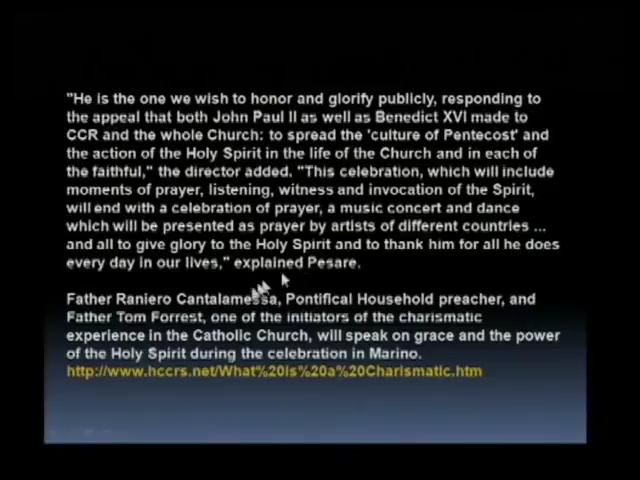 "He is the one we wish to honor and glorify publicly, responding to
the appeal that both John Paul II as well as Benedict XVI made to
CCR and the whole Church: to spread the 'culture of Pentecost' and
the action of the Holy Spirit in the life of the Church and in each of
the faithful," the director added. "This celebration, which will include
moments of prayer, listening, witness and invocation of the Spirit,
will end with a celebration of prayer, a music concert and dance
which will be presented as prayer by artists of different countries ...
and all to give glory to the Holy Spirit and to thank him for all he does
every day in our lives," explained Pesare.
Father Raniero Cantalamessa, Pontifical Household preacher, and
Father Tom Forrest, one of the initiators of the charismatic
experience in the Catholic Church, will speak on grace and the power
of the Holy Spirit during the celebration in Marino.
http://www.hccrs.net/What%20Is%20a%20Charismatic.htm